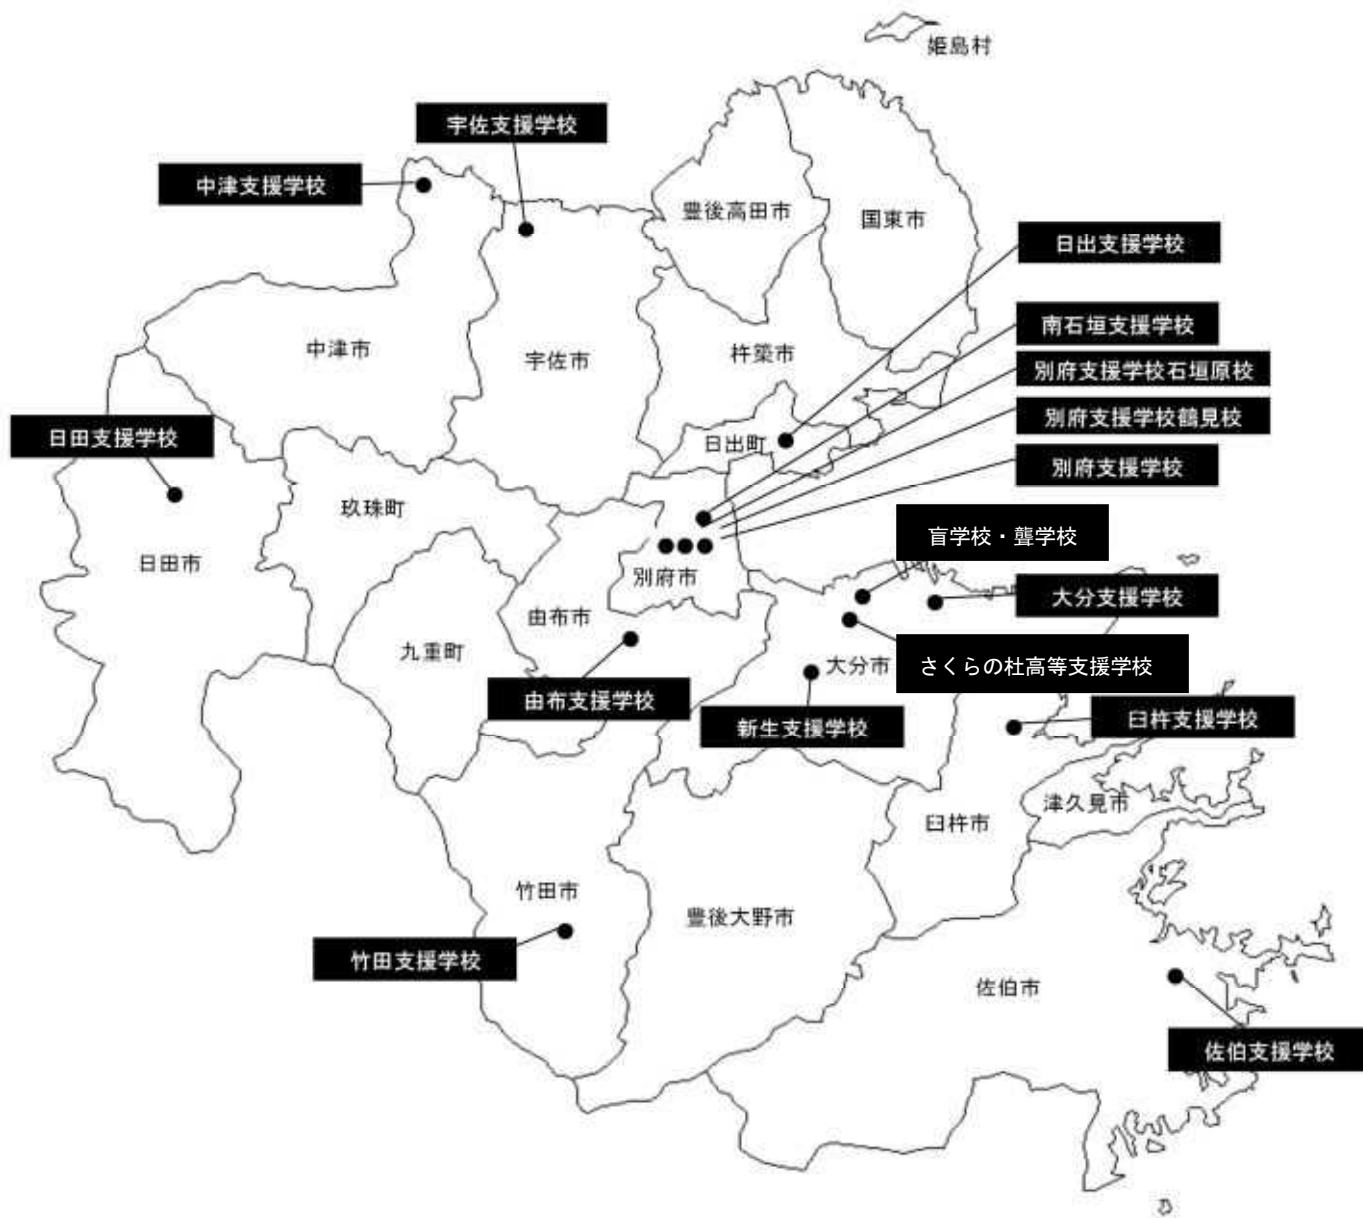 姫島村
宇佐支援学校
中津支援学校
豊後高田市
国東市
日出支援学校
南石垣支援学校
中津市
宇佐市
杵築市
別府支援学校石垣原校
別府支援学校鶴見校
日田支援学校
日出町
別府支援学校
玖珠町
盲学校・聾学校
日田市
別府市
大分支援学校
由布市
九重町
大分市
さくらの杜高等支援学校
由布支援学校
新生支援学校
臼杵支援学校
津久見市
臼杵市
竹田市
豊後大野市
竹田支援学校
佐伯市
佐伯支援学校